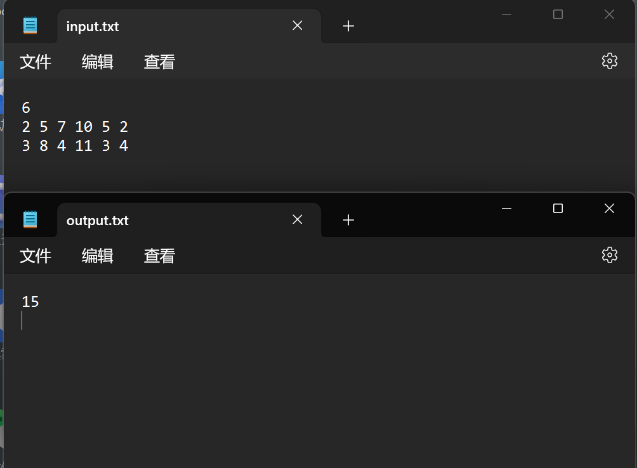 input.txt
文件 编辑 查看
6
2 5 7 10 5 2
3 8 4 11 3 4
output.txt
文件 编辑 查看
15